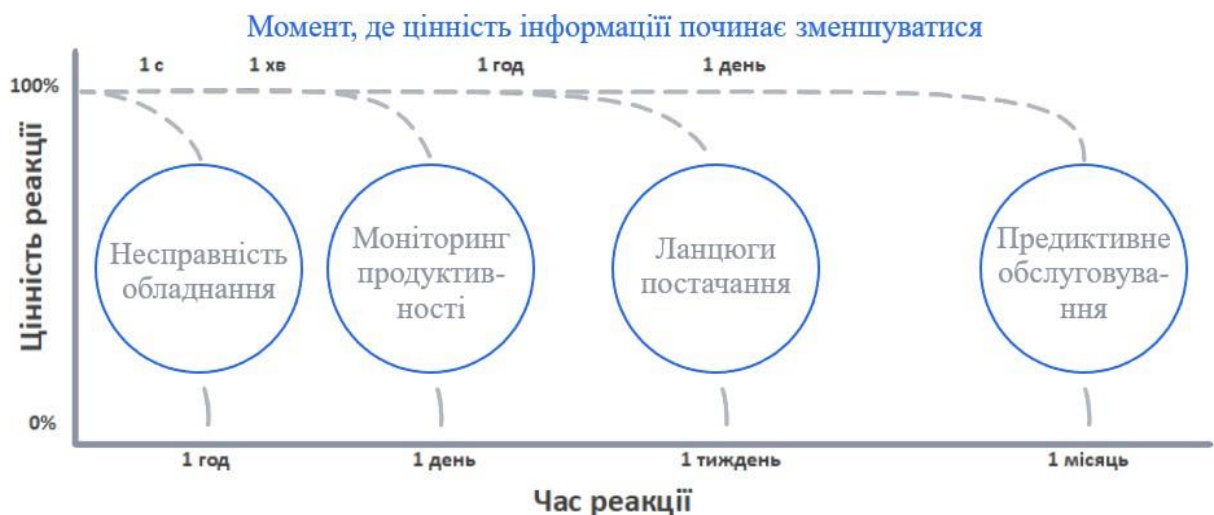 Момент, де цінність інформаціїї починає зменшуватися
1 с 1 хв 1 год 1 день
100%
Цінність реакції
Несправність
обладнання
Моніторинг
продуктив-
ності
Ланцюги
постачання
Предиктивне
обслуговува-
ння
0%
1 год 1 день 1 тиждень 1 місяць
Час реакції